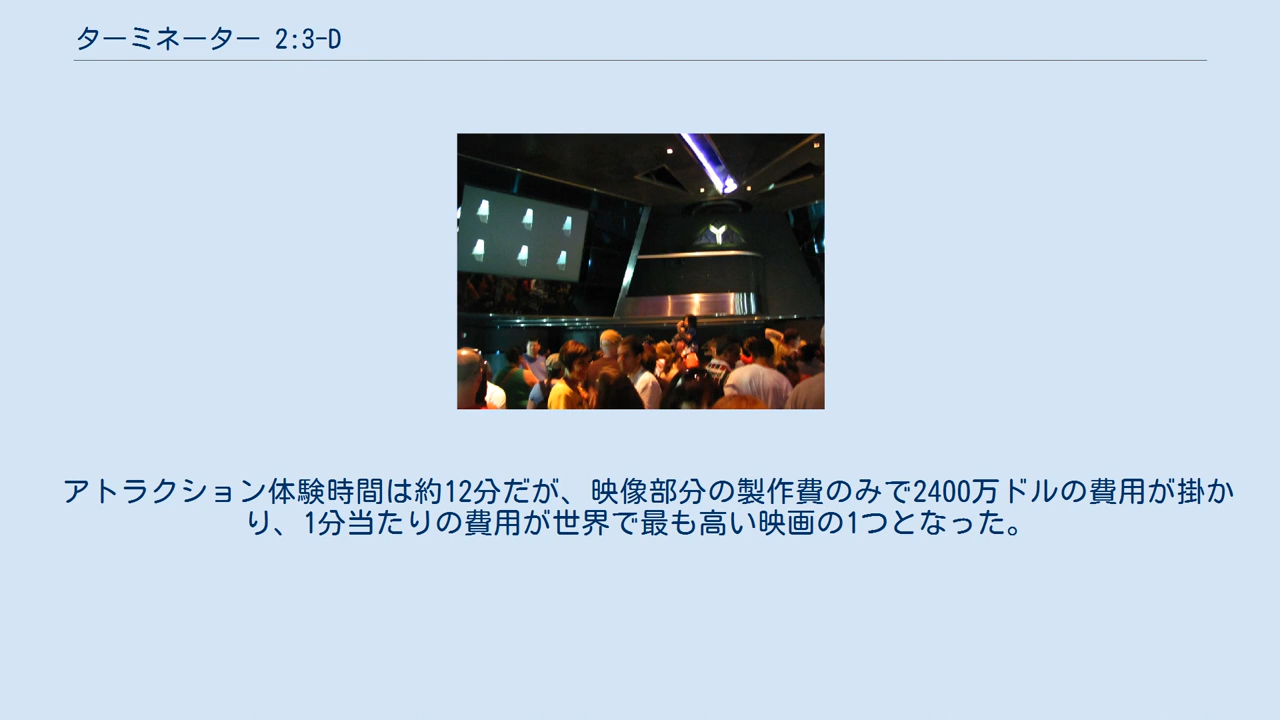 ターミネーター 2:3-D
アトラクション体験時間は約12分だが、映像部分の製作費のみで2400万ドルの費用が掛か
り、1分当たりの費用が世界で最も高い映画の1つとなった。